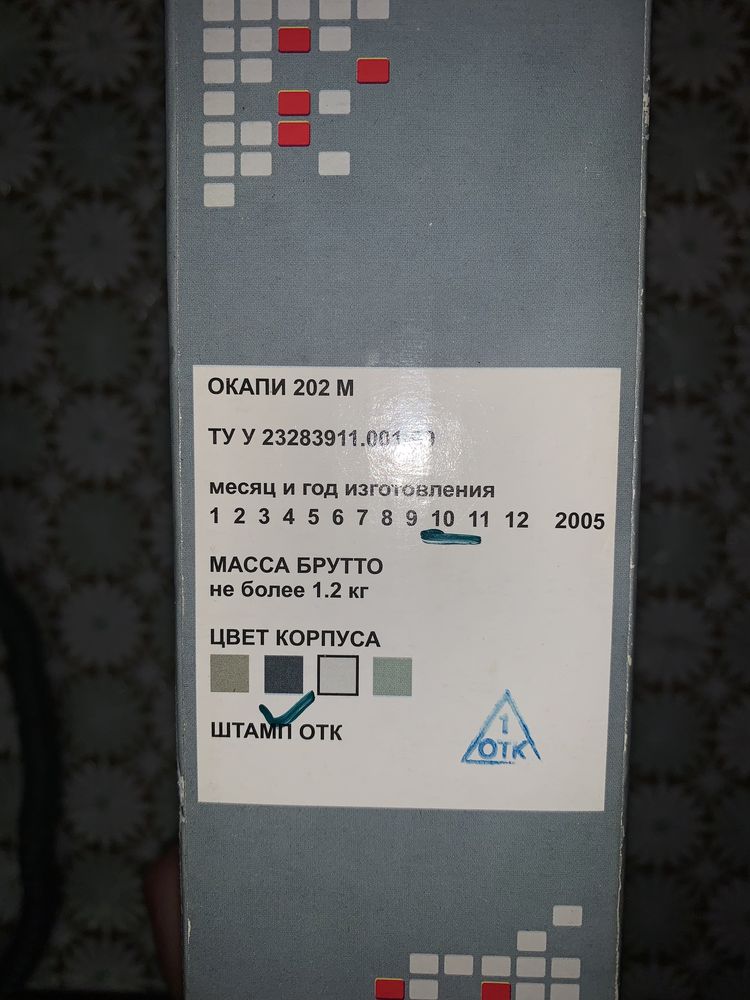 ОКАПИ 202 М
ТУ У 23283911.001
месяц и год изготовления
1 2 3 4 5 6 7 8 9 10 11 12 2005
МАССА БРУТТО
не более 1.2 кг
ЦВЕТ КОРПУСА
ШТАМП ОТК
1
ОТК